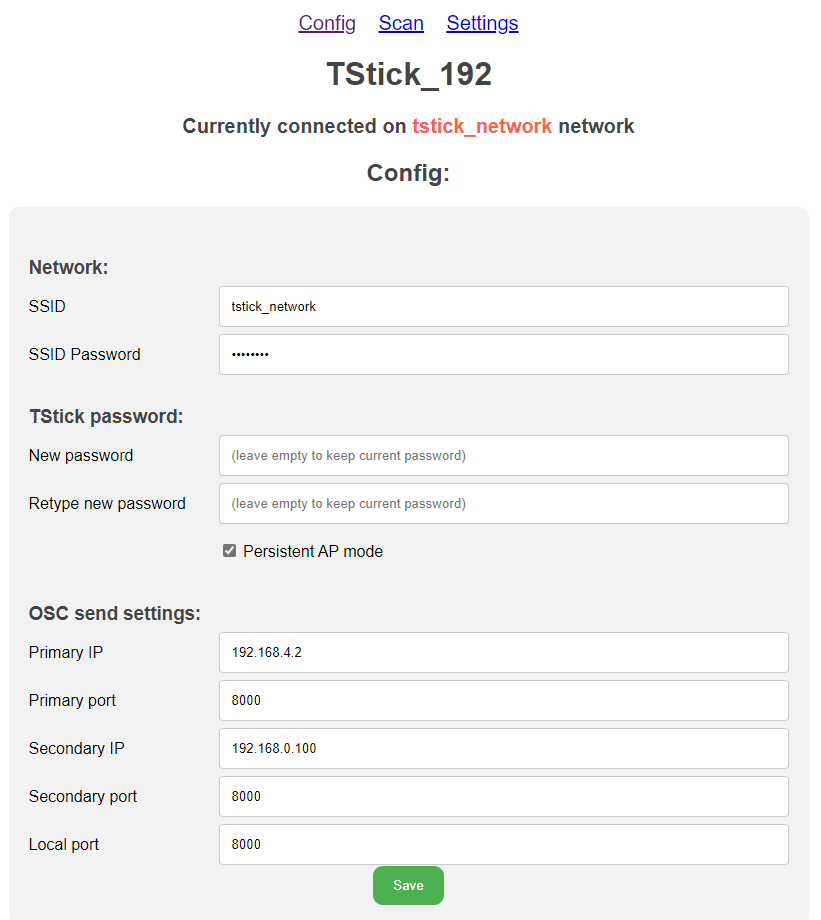 Config Scan Settings
TStick_192
Currently connected on tstick_network network
Config:
Network:
SSID tstick_network
SSID Password ••••••••
TStick password:
New password (leave empty to keep current password)
Retype new password (leave empty to keep current password)
Persistent AP mode
OSC send settings:
Primary IP 192.168.4.2
Primary port 8000
Secondary IP 192.168.0.100
Secondary port 8000
Local port 8000
Save